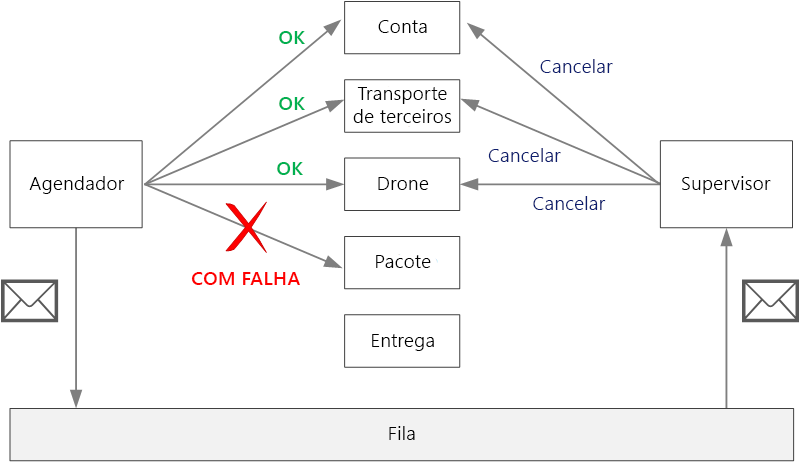 Conta
OK
Cancelar
Transporte
de terceiros
OK
Cancelar
Agendador
OK
Drone
Cancelar
Supervisor
Pacote
COM FALHA
Entrega
Fila